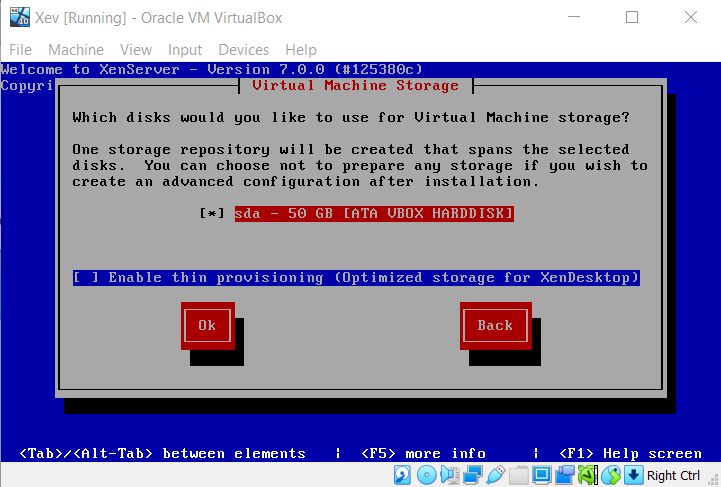 Xev [Running] - Oracle VM VirtualBox
File Machine View Input Devices Help
Welcome to XenServer - Version 7.0.0 (#125380c)
Copyri
Virtual Machine Storage
Which disks would you like to use for Virtual Machine storage?
One storage repository will be created that spans the selected
disks. You can choose not to prepare any storage if you wish to
create an advanced configuration after installation.
[*] sda - 50 GB [ATA VBOX HARDDISK]
[ ] Enable thin provisioning (Optimized storage for XenDesktop)
Ok Back
<Tab>/<Alt-Tab> between elements | <F5> more info | <F1> Help screen
Right Ctrl